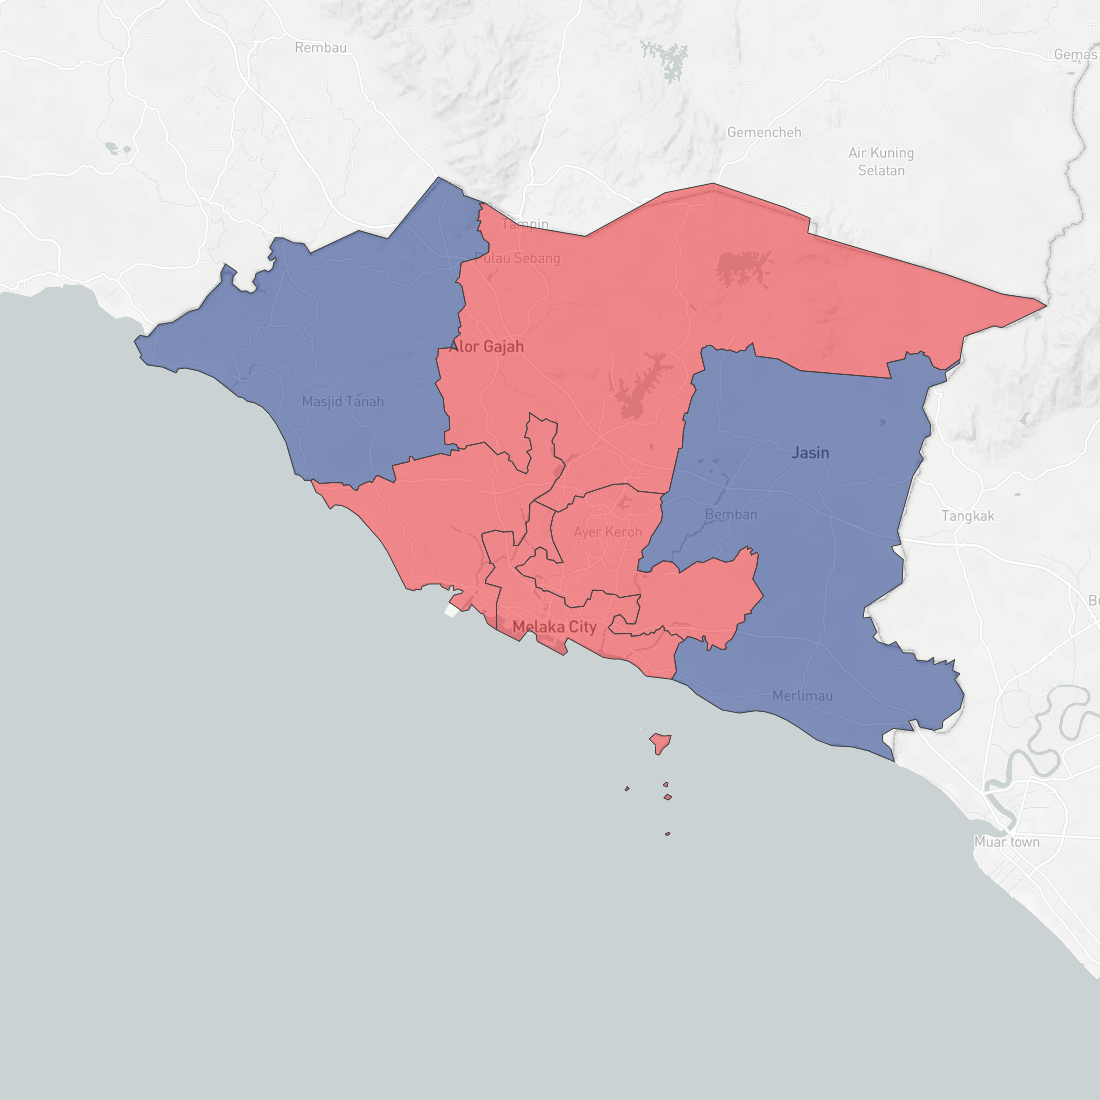 Rembau
Gemas
Gemencheh
Air Kuning
Selatan
Tampin
Pulau Sebang
Alor Gajah
Masjid Tanah
Jasin
Bemban
Tangkak
Ayer Keroh
Melaka City
Merlimau
Muar town